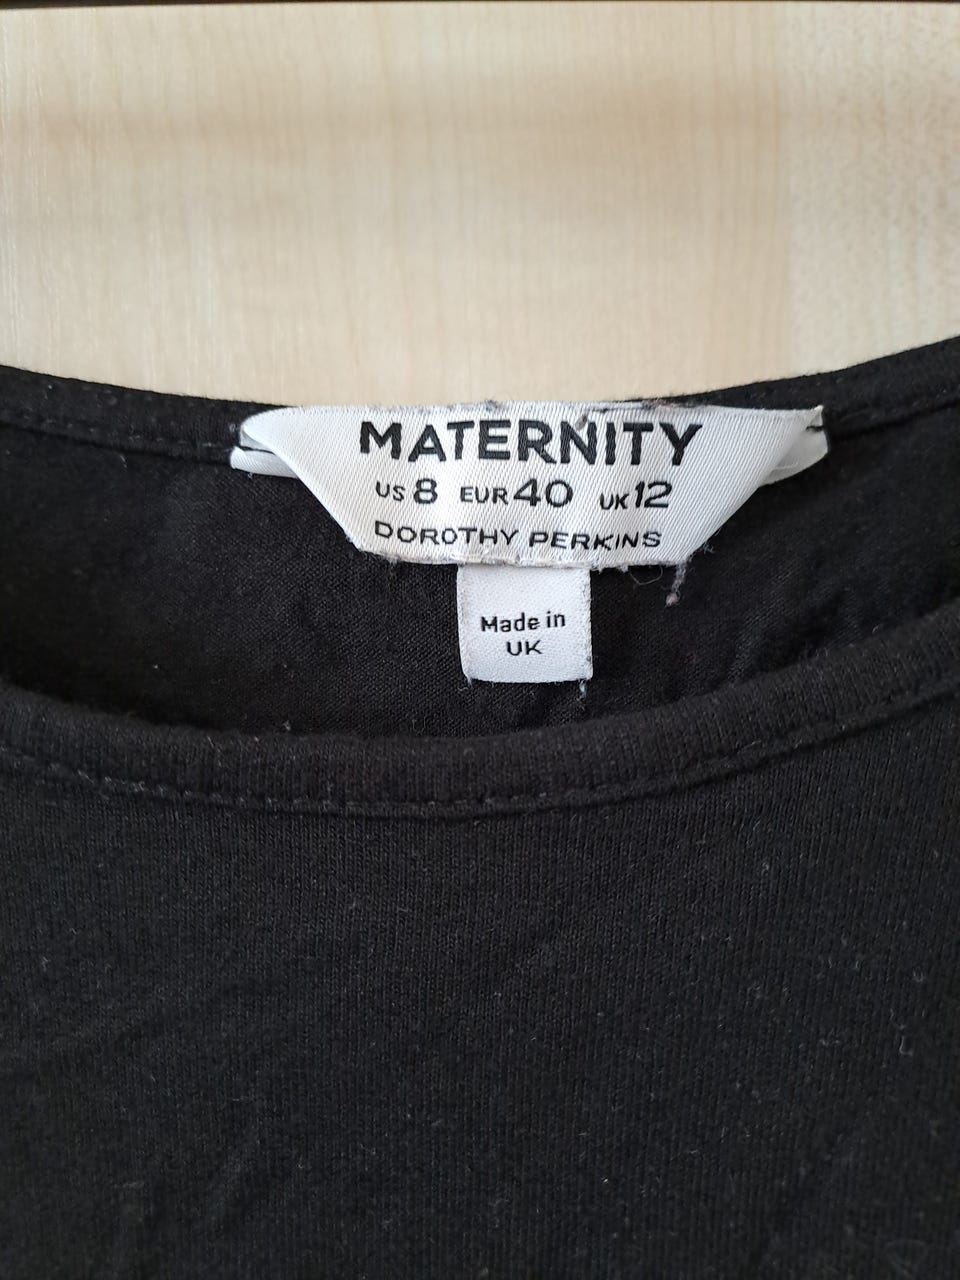 MATERNITY
US 8 EUR 40 UK 12
DOROTHY PERKINS
Made in
UK